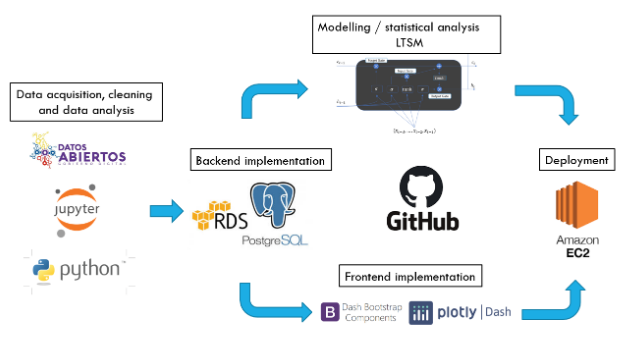 Modelling / statistical analysis
LTSM
Data acquisition, cleaning
and data analysis
DATOS
ABIERTOS
jupyter
python™
Backend implementation
RDS
PostgreSQL
GitHub
Deployment
Amazon
EC2
Frontend implementation
B
Dash Bootstrap
Components
plotly | Dash